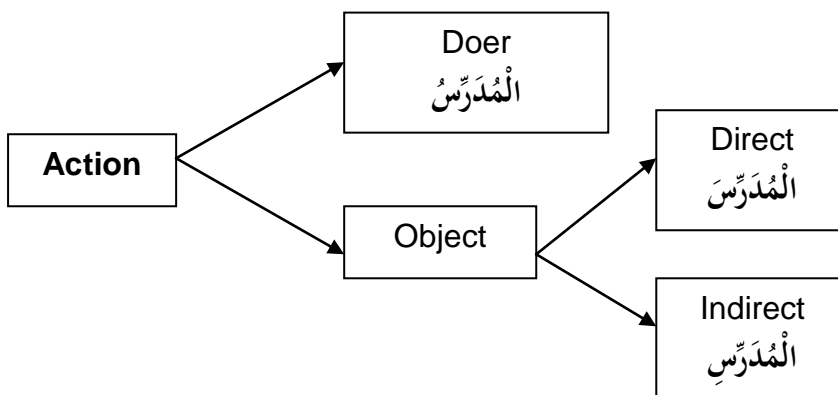 Doer
الْمُدَرِّسُ
Action
Direct
الْمُدَرِّسَ
Object
Indirect
الْمُدَرِّسِ